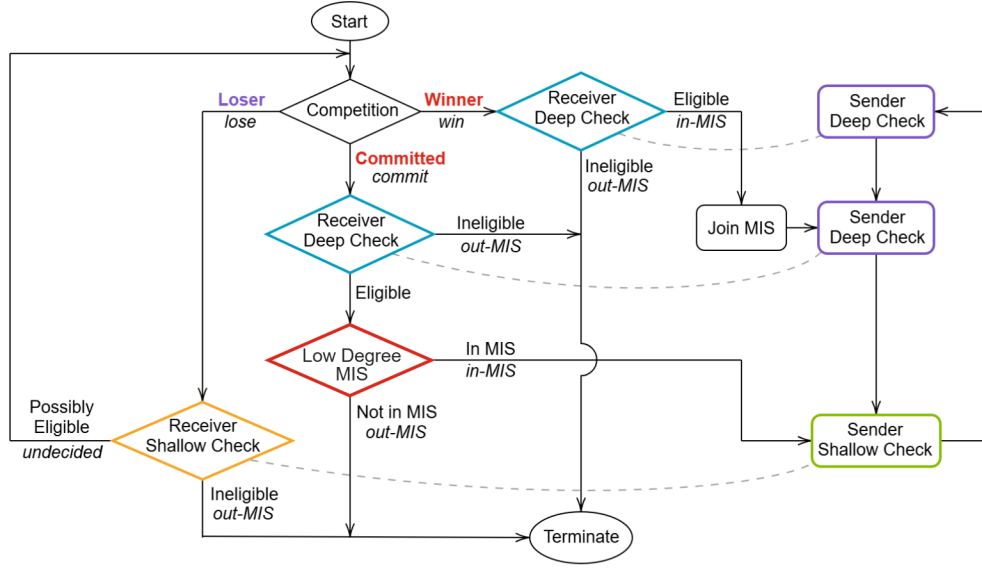 Start
Competition
Loser
lose
Winner
win
Committed
commit
Receiver
Deep Check
Eligible
in-MIS
Ineligible
out-MIS
Sender
Deep Check
Receiver
Deep Check
Ineligible
out-MIS
Join MIS
Sender
Deep Check
Eligible
Low Degree
MIS
In MIS
in-MIS
Not in MIS
out-MIS
Possibly
Eligible
undecided
Receiver
Shallow Check
Sender
Shallow Check
Ineligible
out-MIS
Terminate